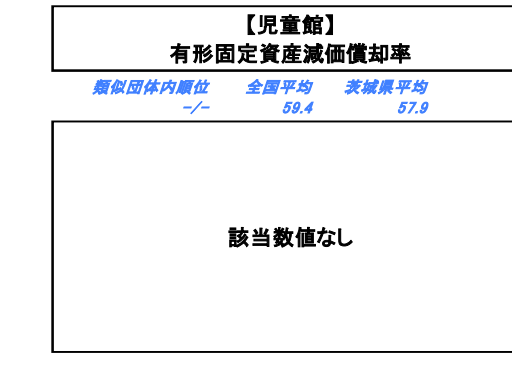 【児童館】
有形固定資産減価償却率
類似団体内順位 全国平均 茨城県平均
-/- 59.4 57.9
該当数値なし